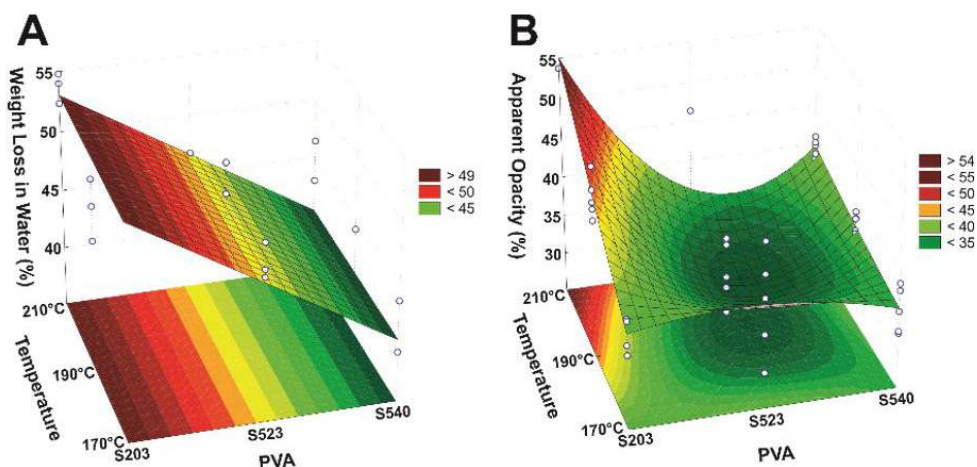 A
Weight Loss in Water (%)
55
50
45
40
210°C
190°C
170°C
Temperature
S203
S523
S540
PVA
> 49
< 50
< 45
B
Apparent Opacity (%)
55
50
45
40
35
30
210°C
190°C
170°C
Temperature
S203
S523
S540
PVA
> 54
< 55
< 50
< 45
< 40
< 35